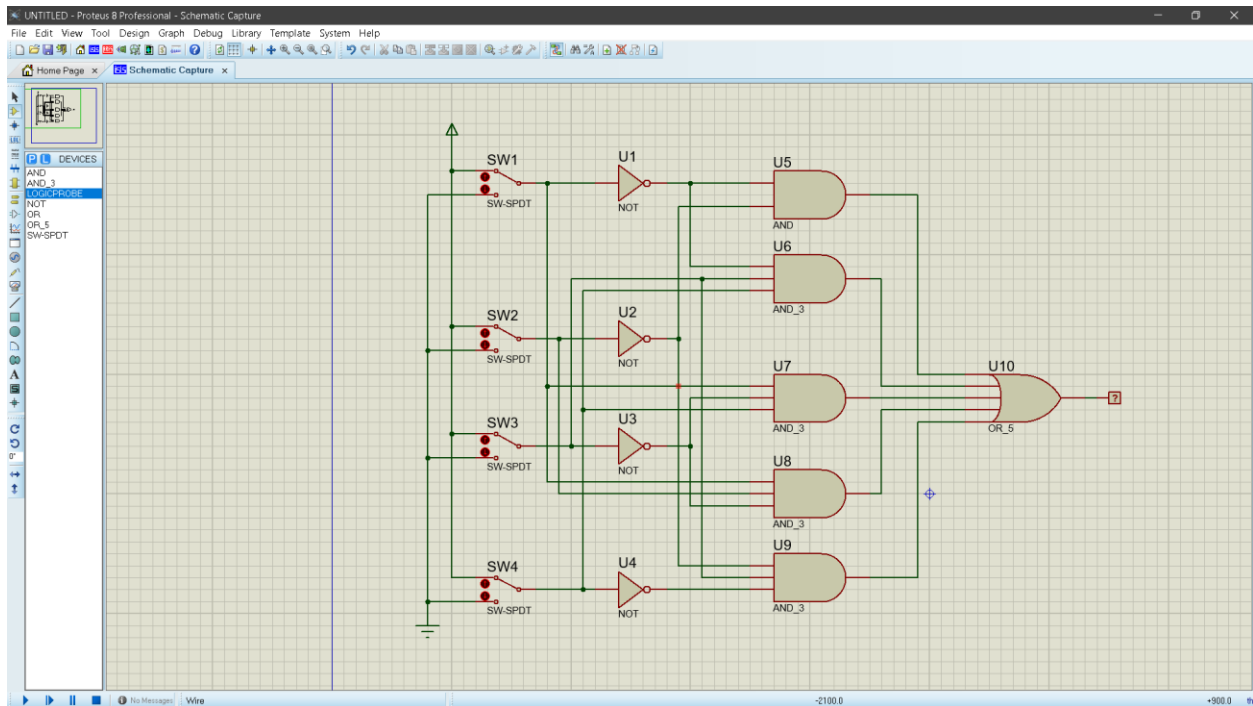 UNTITLED - Proteus 8 Professional - Schematic Capture
File Edit View Tool Design Graph Debug Library Template System Help
Home Page x
Schematic Capture x
P L DEVICES
AND
AND_3
LOGICPROBE
NOT
OR
OR_5
SW-SPDT
SW1
SW-SPDT
U1
NOT
U5
AND
U6
AND_3
SW2
SW-SPDT
U2
NOT
U7
AND_3
U10
OR_5
?
SW3
SW-SPDT
U3
NOT
U8
AND_3
U9
AND_3
SW4
SW-SPDT
U4
NOT
0°
No Messages
Wire
-2100.0
+900.0
th